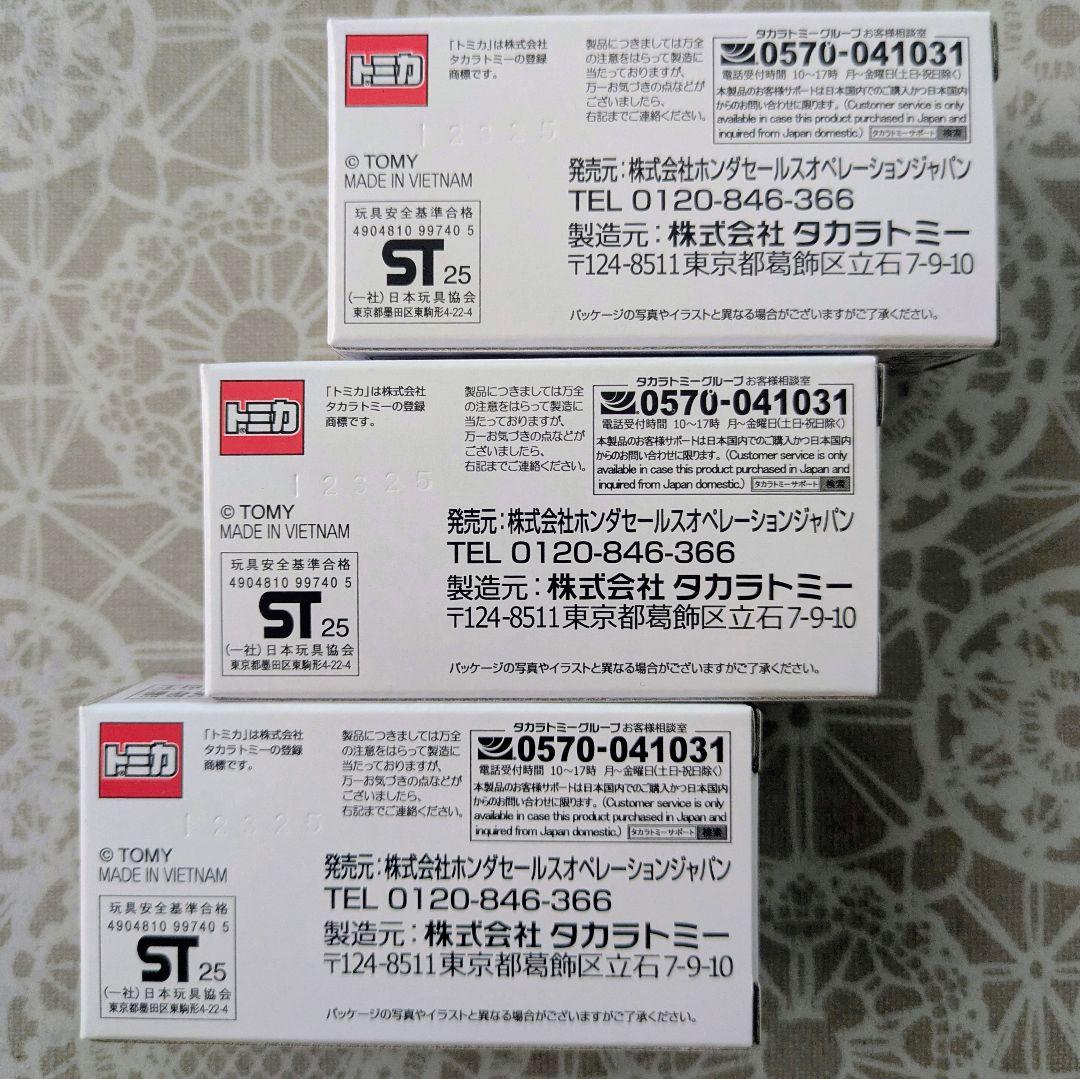 トミカ
「トミカ」は株式会社
タカラトミーの登録
商標です。
製品につきましては万全
の注意をはらって製造に
当たっておりますが、
万一お気づきの点などが
ございましたら、
右記までご連絡ください。
タカラトミーグループ お客様相談室
0570-041031
電話受付時間 10〜17時 月〜金曜日(土日・祝日除く)
本製品のお客様サポートは日本国内でのご購入かつ日本国内
からのお問い合わせに限ります。(Customer service is only
available in case this product purchased in Japan and
inquired from Japan domestic.) タカラトミーサポート 検索
12325
© TOMY
MADE IN VIETNAM
玩具安全基準合格
4904810 99740 5
ST 25
(一社)日本玩具協会
東京都墨田区東駒形4-22-4
発売元:株式会社ホンダセールスオペレーションジャパン
TEL 0120-846-366
製造元:株式会社 タカラトミー
〒124-8511東京都葛飾区立石7-9-10
パッケージの写真やイラストと異なる場合がございますがご了承ください。
トミカ
「トミカ」は株式会社
タカラトミーの登録
商標です。
製品につきましては万全
の注意をはらって製造に
当たっておりますが、
万一お気づきの点などが
ございましたら、
右記までご連絡ください。
タカラトミーグループ お客様相談室
0570-041031
電話受付時間 10〜17時 月〜金曜日(土日・祝日除く)
本製品のお客様サポートは日本国内でのご購入かつ日本国内
からのお問い合わせに限ります。(Customer service is only
available in case this product purchased in Japan and
inquired from Japan domestic.) タカラトミーサポート 検索
12325
© TOMY
MADE IN VIETNAM
玩具安全基準合格
4904810 99740 5
ST 25
(一社)日本玩具協会
東京都墨田区東駒形4-22-4
発売元:株式会社ホンダセールスオペレーションジャパン
TEL 0120-846-366
製造元:株式会社 タカラトミー
〒124-8511東京都葛飾区立石7-9-10
パッケージの写真やイラストと異なる場合がございますがご了承ください。
トミカ
「トミカ」は株式会社
タカラトミーの登録
商標です。
製品につきましては万全
の注意をはらって製造に
当たっておりますが、
万一お気づきの点などが
ございましたら、
右記までご連絡ください。
タカラトミーグループ お客様相談室
0570-041031
電話受付時間 10〜17時 月〜金曜日(土日・祝日除く)
本製品のお客様サポートは日本国内でのご購入かつ日本国内
からのお問い合わせに限ります。(Customer service is only
available in case this product purchased in Japan and
inquired from Japan domestic.) タカラトミーサポート 検索
12325
© TOMY
MADE IN VIETNAM
玩具安全基準合格
4904810 99740 5
ST 25
(一社)日本玩具協会
東京都墨田区東駒形4-22-4
発売元:株式会社ホンダセールスオペレーションジャパン
TEL 0120-846-366
製造元:株式会社 タカラトミー
〒124-8511東京都葛飾区立石7-9-10
パッケージの写真やイラストと異なる場合がございますがご了承ください。